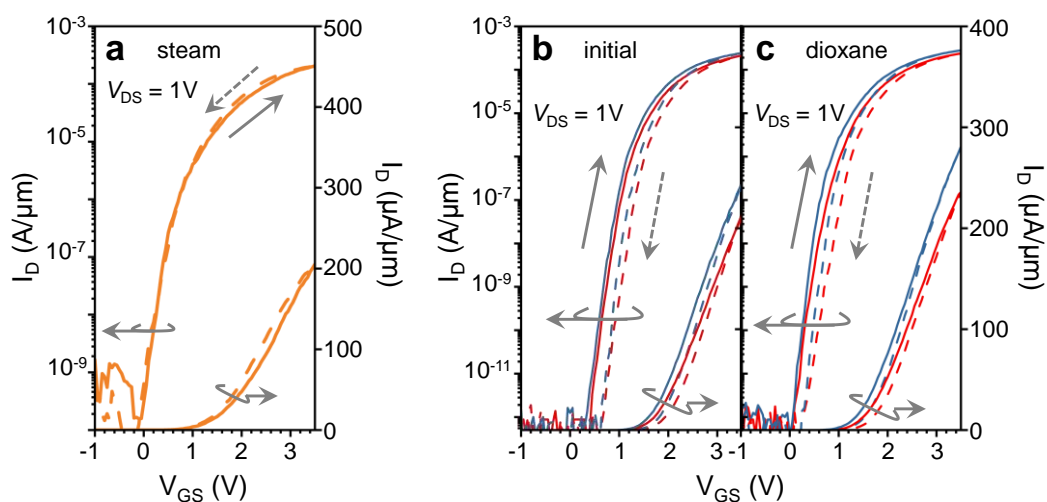 a steam
V_DS = 1V
10^-3
10^-5
10^-7
10^-9
I_D (A/μm)
500
400
300
200
100
0
I_D (μA/μm)
-1 0 1 2 3
b initial
V_DS = 1V
10^-3
10^-5
10^-7
10^-9
10^-11
I_D (A/μm)
-1 0 1 2 3
c dioxane
V_DS = 1V
400
300
200
100
0
I_D (μA/μm)
-1 0 1 2 3
V_GS (V)
V_GS (V)
V_GS (V)